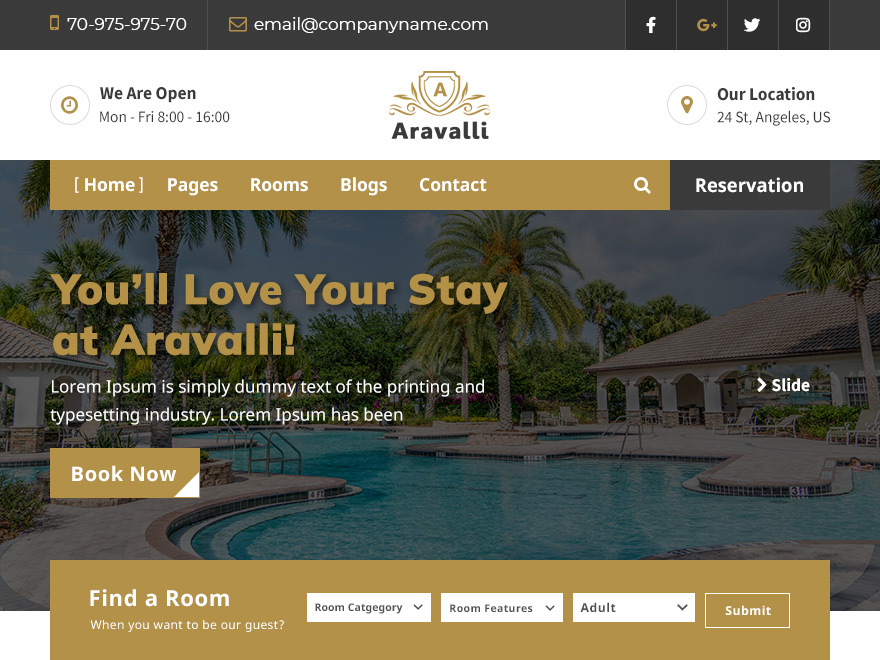 70-975-975-70
email@companyname.com
We Are Open
Mon - Fri 8:00 - 16:00
A
Aravalli
Our Location
24 St, Angeles, US
[ Home ] Pages Rooms Blogs Contact
Reservation
You’ll Love Your Stay
at Aravalli!
Lorem Ipsum is simply dummy text of the printing and
typesetting industry. Lorem Ipsum has been
Slide
Book Now
4 FT
Find a Room
When you want to be our guest?
Room Catgegory
Room Features
Adult
Submit